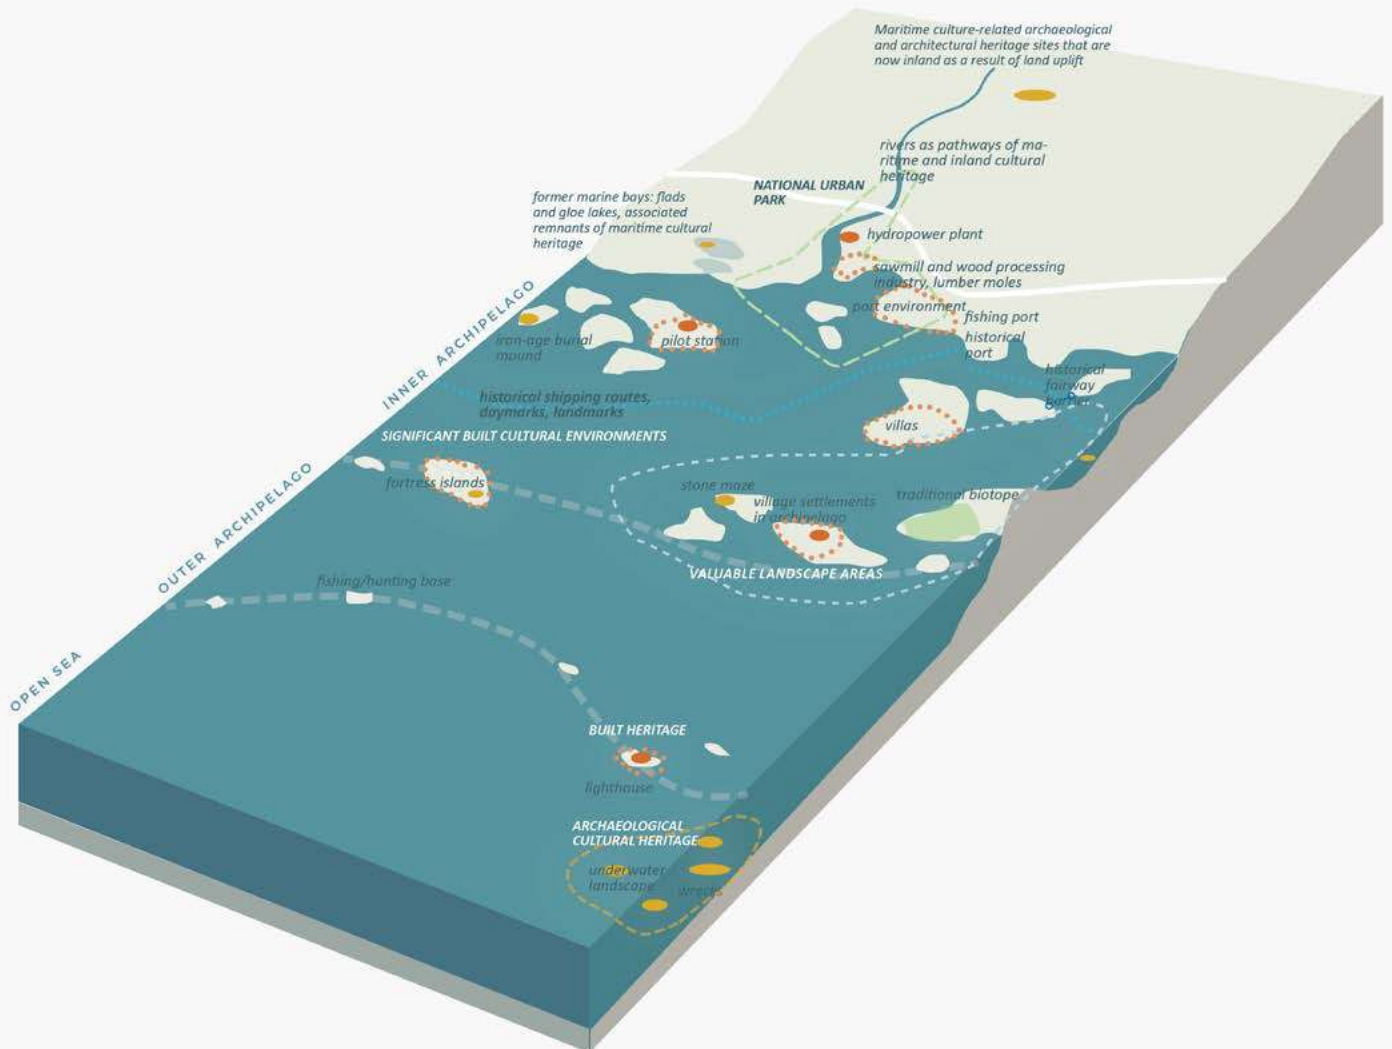 Maritime culture-related archaeological
and architectural heritage sites that are
now inland as a result of land uplift
rivers as pathways of ma-
ritime and inland cultural
heritage
NATIONAL URBAN
PARK
former marine bays: flads
and gloe lakes, associated
remnants of maritime cultural
heritage
hydropower plant
sawmill and wood processing
industry, lumber moles
port environment
fishing port
historical
port
INNER ARCHIPELAGO
iron-age burial
mound
pilot station
historical
fairway
barrier
historical shipping routes,
daymarks, landmarks
villas
SIGNIFICANT BUILT CULTURAL ENVIRONMENTS
OUTER ARCHIPELAGO
fortress islands
stone maze
village settlements
in archipelago
traditional biotope
VALUABLE LANDSCAPE AREAS
fishing/hunting base
OPEN SEA
BUILT HERITAGE
lighthouse
ARCHAEOLOGICAL
CULTURAL HERITAGE
underwater
landscape
wrecks